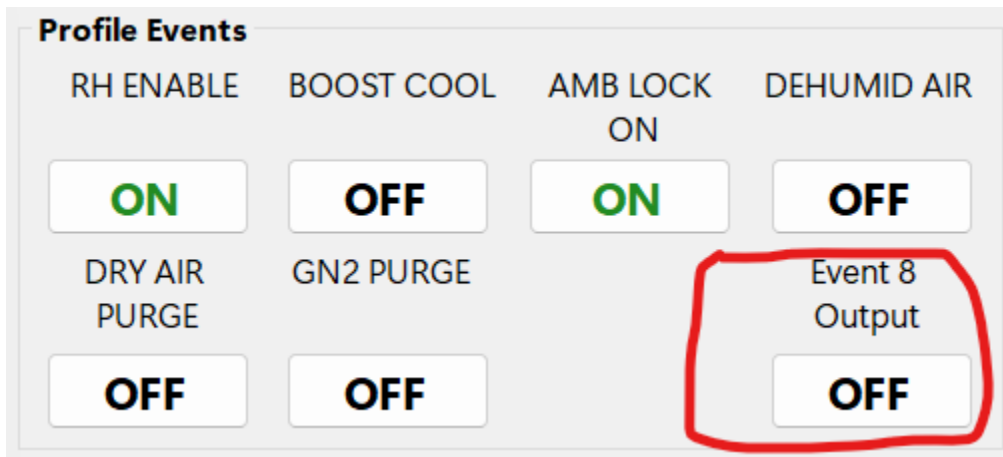 Profile Events
RH ENABLE BOOST COOL AMB LOCK ON DEHUMID AIR
ON OFF ON OFF
DRY AIR PURGE GN2 PURGE Event 8 Output
OFF OFF OFF